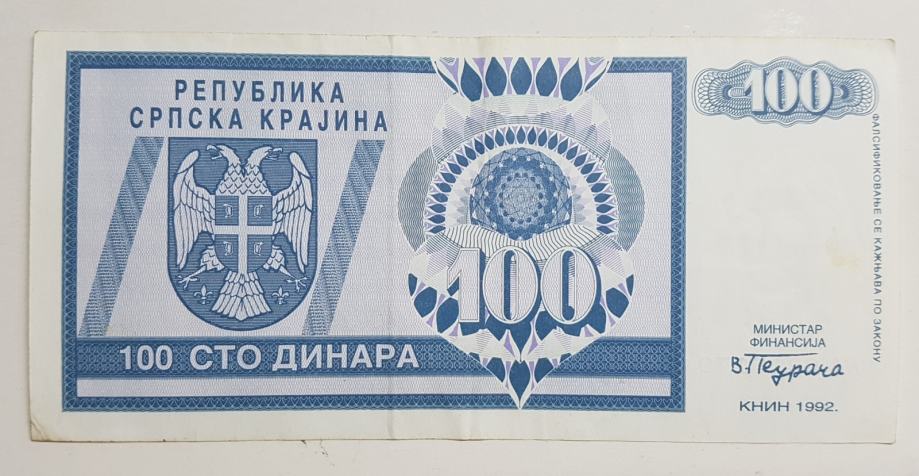 РЕПУБЛИКА
СРПСКА КРАЈИНА
100
100
100 СТО ДИНАРА
ФАЛСИФИКОВАЊЕ СЕ КАЖЊАВА ПО ЗАКОНУ
МИНИСТАР
ФИНАНСИЈА
КНИН 1992.